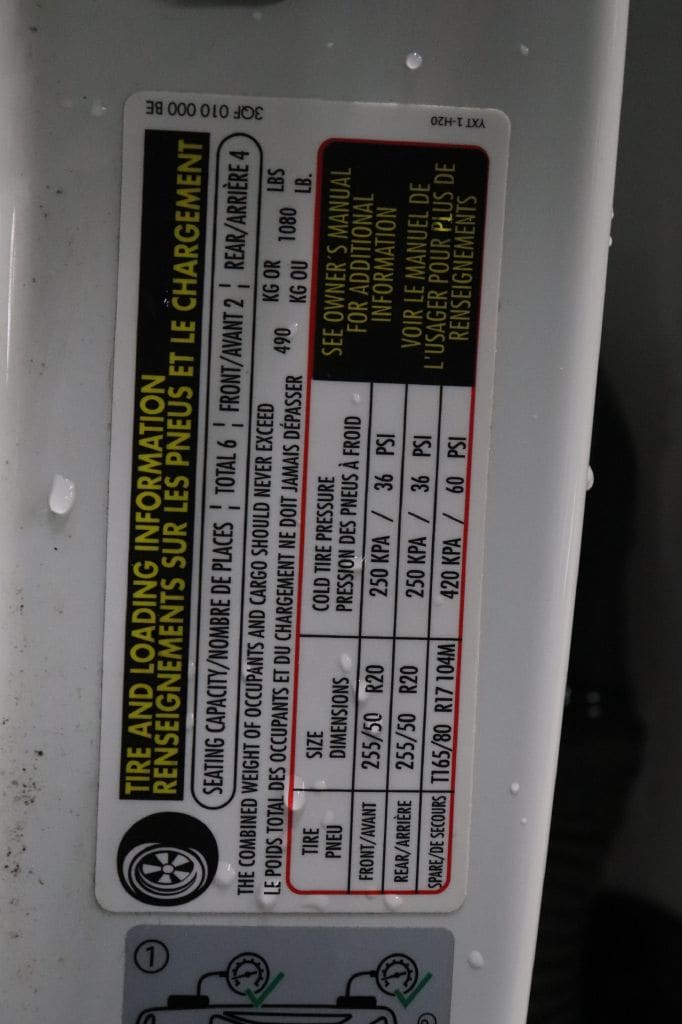 3QF 010 000 BE
YXT 1-H20
TIRE AND LOADING INFORMATION
RENSEIGNEMENTS SUR LES PNEUS ET LE CHARGEMENT
SEATING CAPACITY/NOMBRE DE PLACES ¦ TOTAL 6 ¦ FRONT/AVANT 2 ¦ REAR/ARRIÈRE 4
THE COMBINED WEIGHT OF OCCUPANTS AND CARGO SHOULD NEVER EXCEED 490 KG OR 1080 LBS
LE POIDS TOTAL DES OCCUPANTS ET DU CHARGEMENT NE DOIT JAMAIS DÉPASSER KG OU LB.
TIRE SIZE COLD TIRE PRESSURE
PNEU DIMENSIONS PRESSION DES PNEUS À FROID
FRONT/AVANT 255/50 R20 250 KPA / 36 PSI
REAR/ARRIÈRE 255/50 R20 250 KPA / 36 PSI
SPARE/DE SECOURS T165/80 R17 104M 420 KPA / 60 PSI
SEE OWNER'S MANUAL
FOR ADDITIONAL
INFORMATION
VOIR LE MANUEL DE
L'USAGER POUR PLUS DE
RENSEIGNEMENTS
1